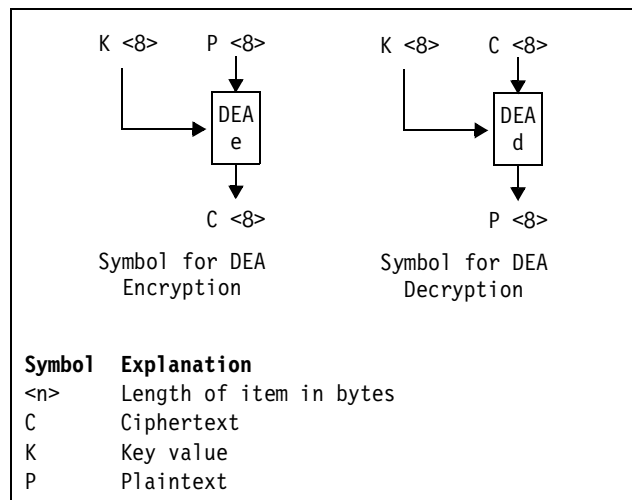 K <8> P <8> K <8> C <8>
DEA DEA
e d
C <8> P <8>
Symbol for DEA Symbol for DEA
Encryption Decryption
Symbol Explanation
<n> Length of item in bytes
C Ciphertext
K Key value
P Plaintext